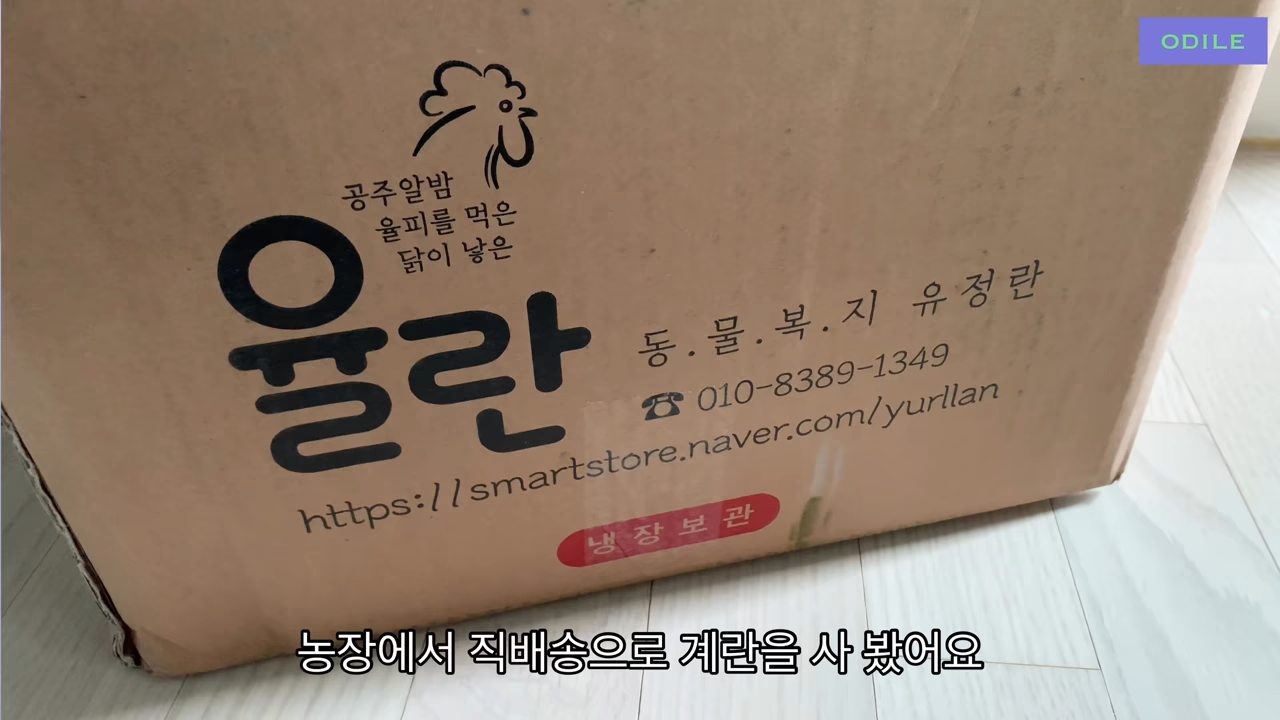 ODILE
공주알밤
율피를 먹은
닭이 낳은
율란
동.물.복.지 유정란
☎ 010-8389-1349
https://smartstore.naver.com/yurllan
냉장보관
농장에서 직배송으로 계란을 사 봤어요